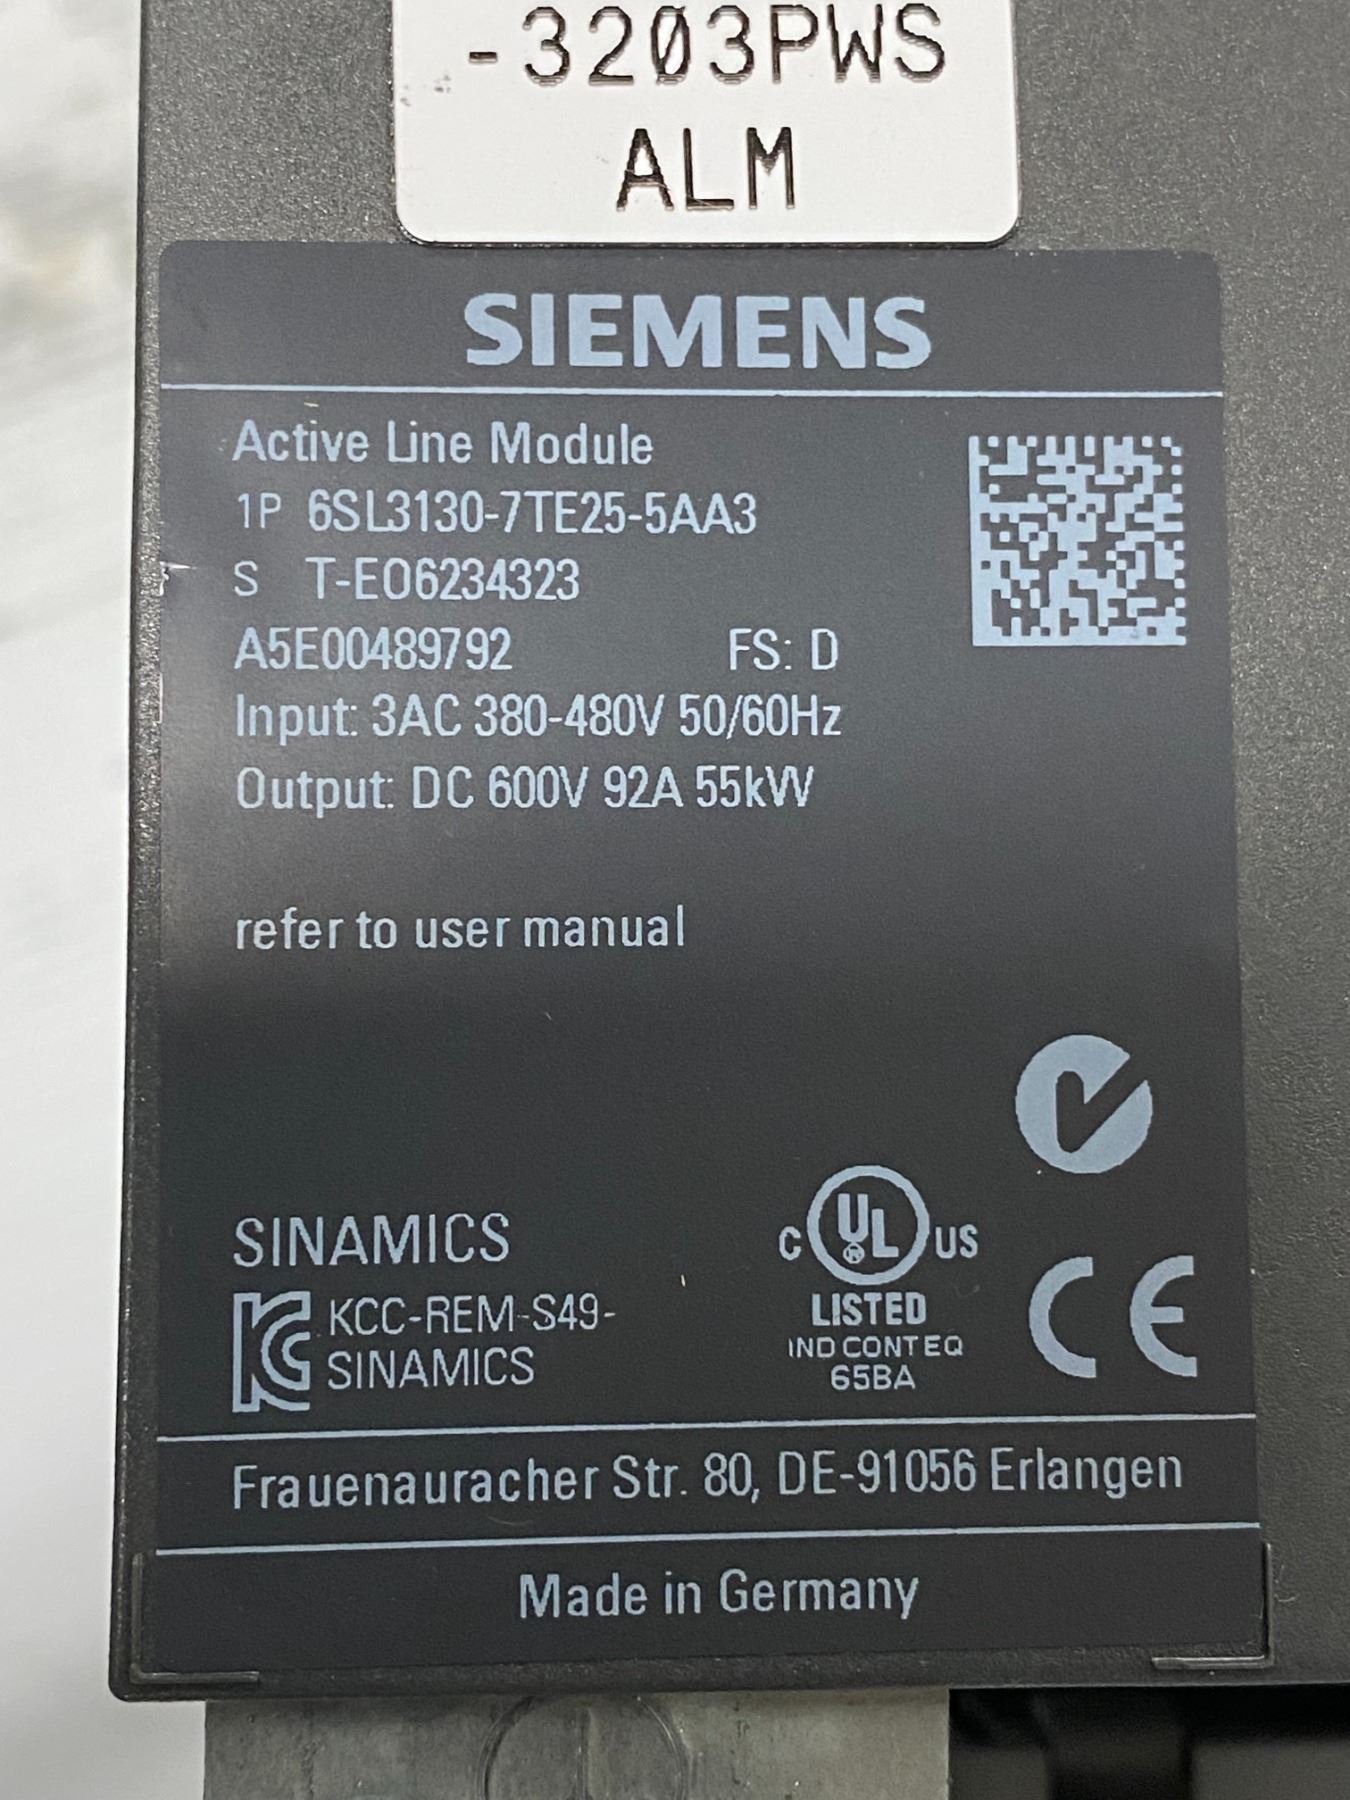 -3203PWS
ALM
SIEMENS
Active Line Module
1P 6SL3130-7TE25-5AA3
S T-EO6234323
A5E00489792 FS: D
Input: 3AC 380-480V 50/60Hz
Output: DC 600V 92A 55kW
refer to user manual
SINAMICS
KCC-REM-S49-
SINAMICS
C UL US
®
LISTED
IND CONT EQ
65BA
CE
Frauenauracher Str. 80, DE-91056 Erlangen
Made in Germany